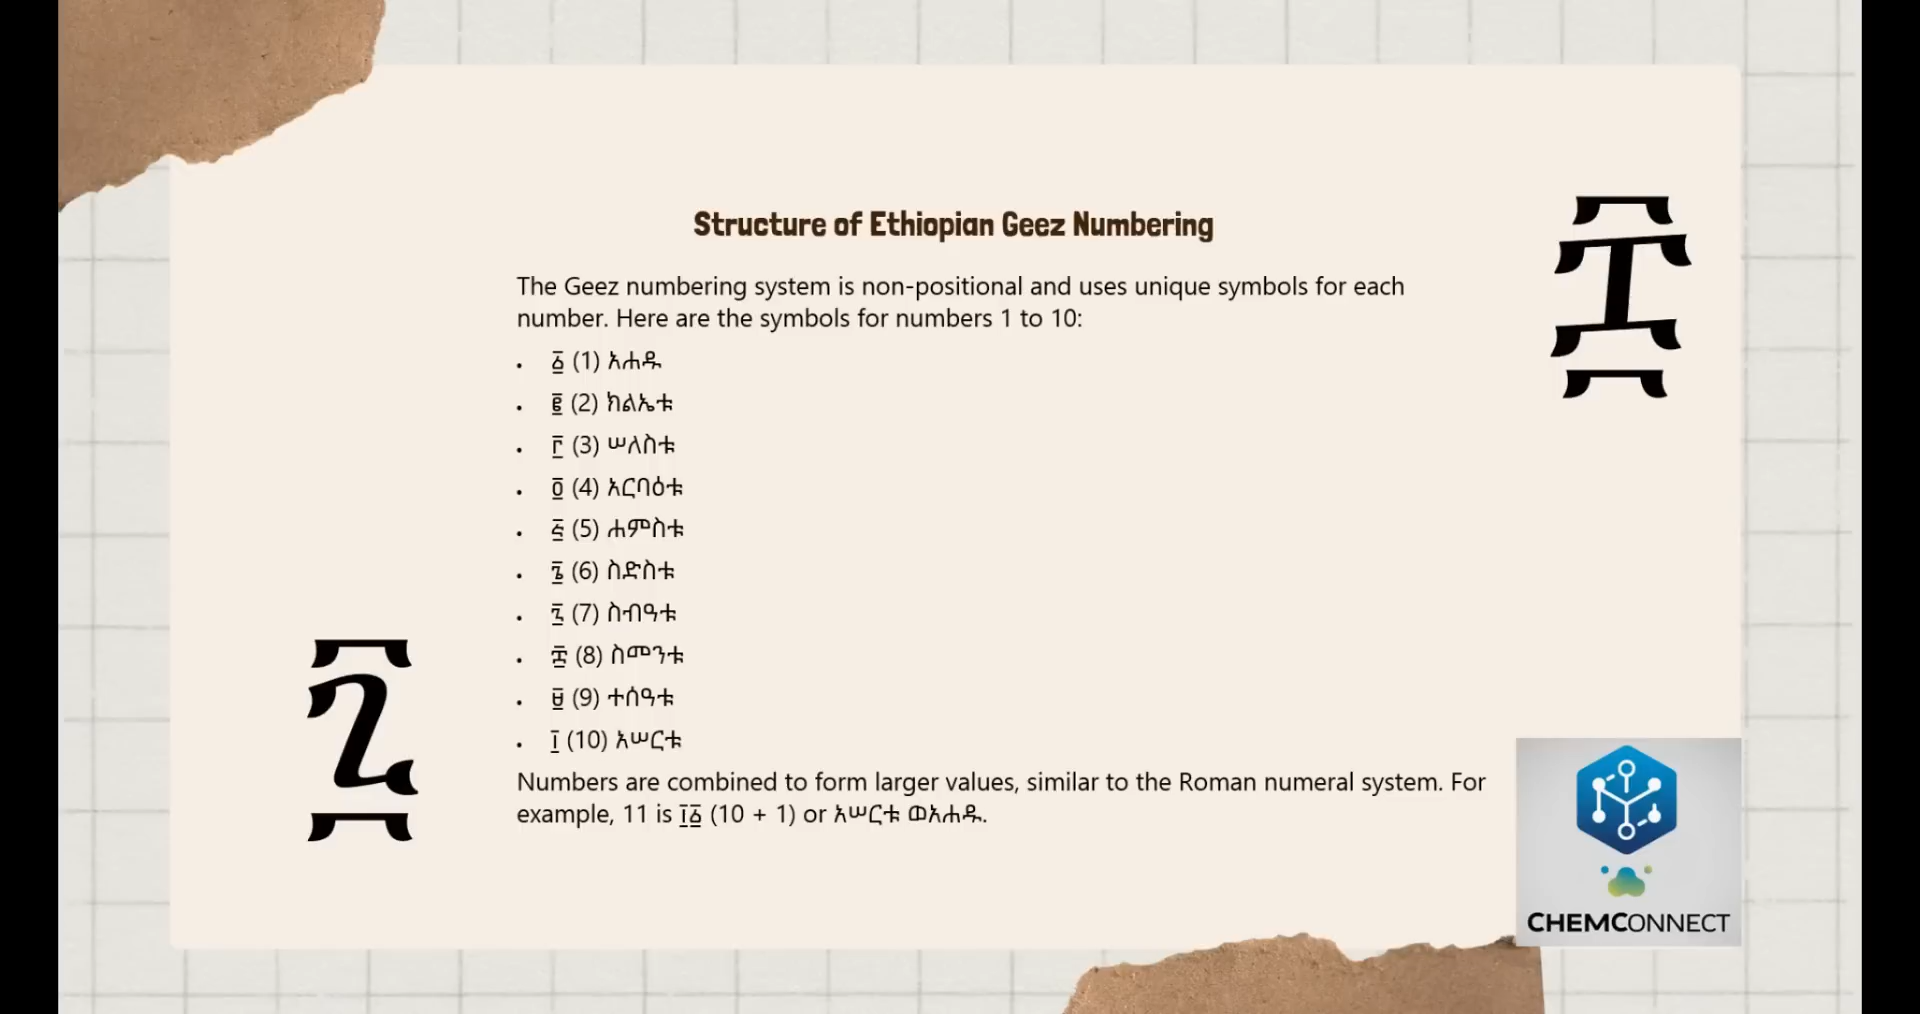 Structure of Ethiopian Geez Numbering
፰
The Geez numbering system is non-positional and uses unique symbols for each
number. Here are the symbols for numbers 1 to 10:
• ፩ (1) አሐዱ
• ፪ (2) ክልኤቱ
• ፫ (3) ሠለስቱ
• ፬ (4) አርባዕቱ
• ፭ (5) ሐምስቱ
• ፮ (6) ስድስቱ
• ፯ (7) ስብዓቱ
• ፰ (8) ስመንቱ
• ፱ (9) ተሰዓቱ
• ፲ (10) አሠርቱ
፯
Numbers are combined to form larger values, similar to the Roman numeral system. For
example, 11 is ፲፩ (10 + 1) or አሠርቱ ወአሐዱ.
CHEMCONNECT